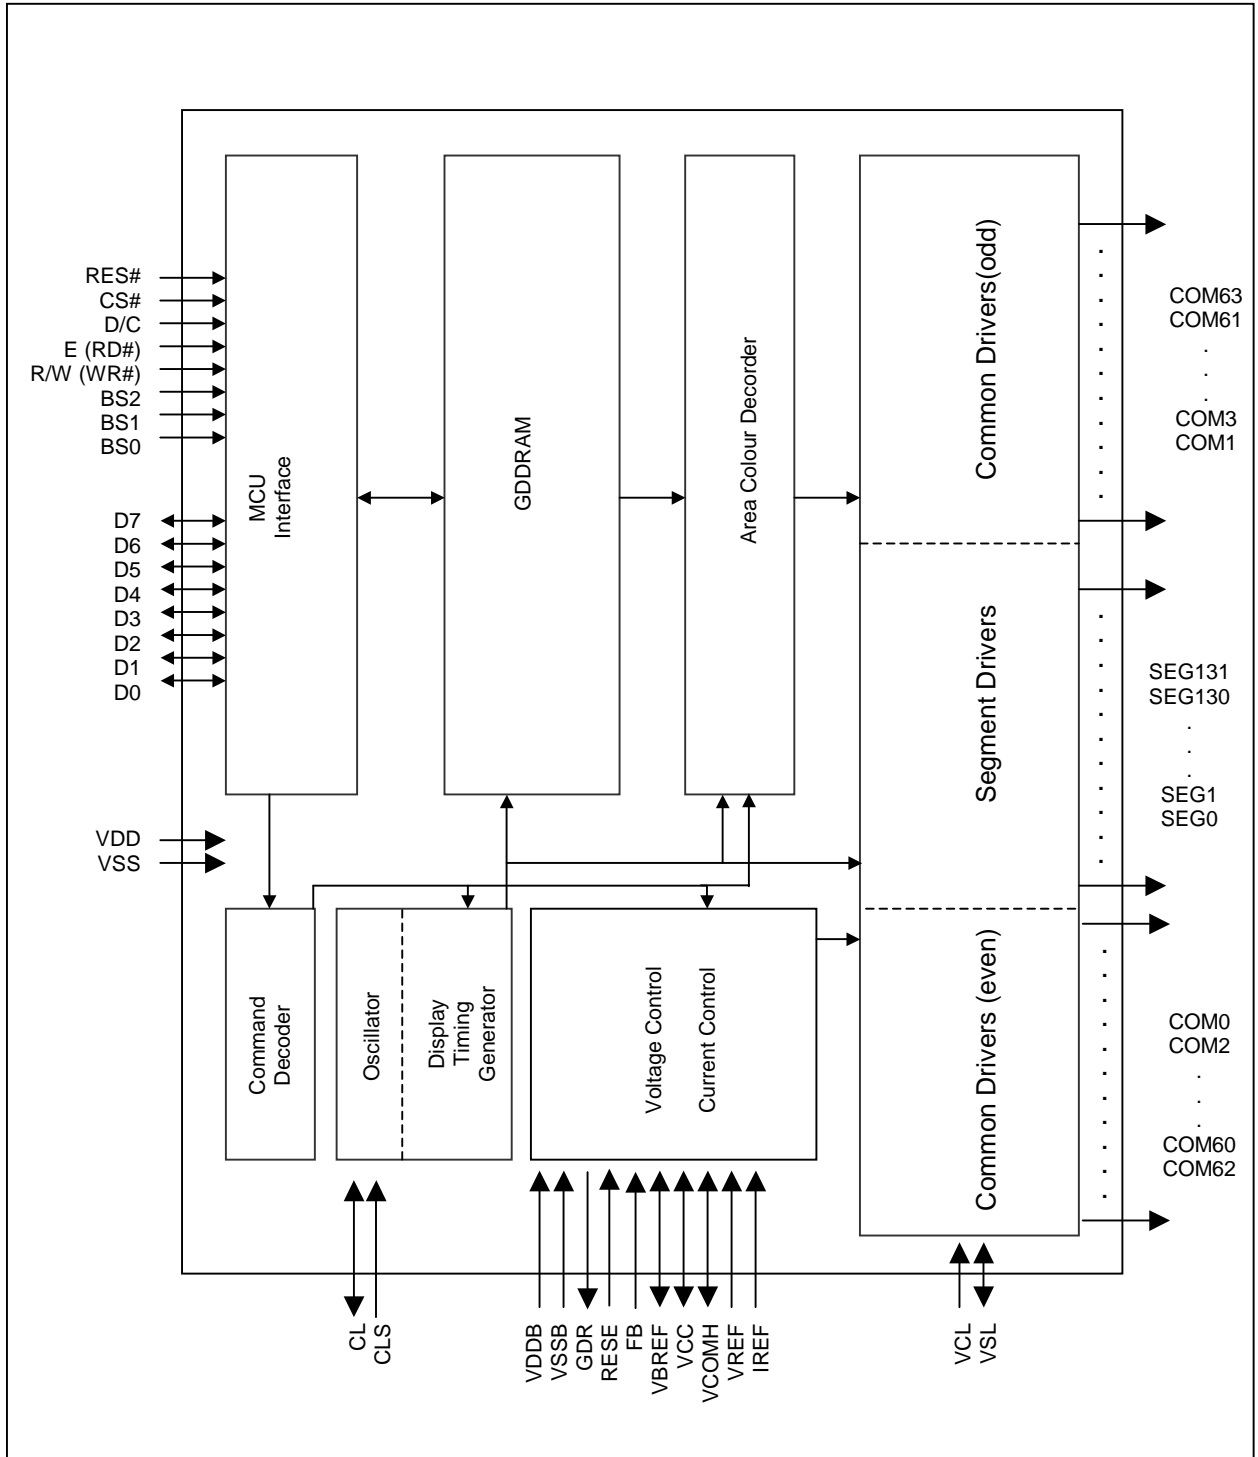 RES#
CS#
D/C
E (RD#)
R/W (WR#)
BS2
BS1
BS0
D7
D6
D5
D4
D3
D2
D1
D0
VDD
VSS
MCU
Interface
GDDRAM
Area Colour Decorder
Common Drivers(odd)
Segment Drivers
Common Drivers (even)
Command
Decoder
Oscillator
Display
Timing
Generator
Voltage Control
Current Control
COM63
COM61
.
.
.
COM3
COM1
SEG131
SEG130
.
.
.
SEG1
SEG0
COM0
COM2
.
.
.
COM60
COM62
CL
CLS
VDDB
VSSB
GDR
RESE
FB
VBREF
VCC
VCOMH
VREF
IREF
VCL
VSL